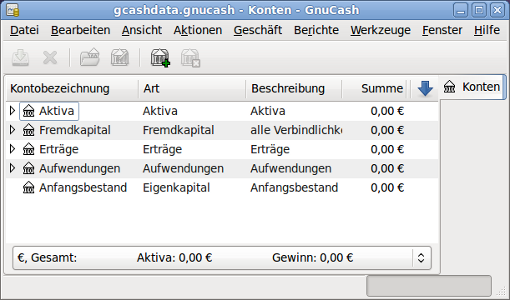 gcashdata.gnucash - Konten - GnuCash
Datei Bearbeiten Ansicht Aktionen Geschäft Berichte Werkzeuge Fenster Hilfe
Kontobezeichnung Art Beschreibung Summe Konten
Aktiva Aktiva Aktiva 0,00 €
Fremdkapital Fremdkapital alle Verbindlichke 0,00 €
Erträge Erträge Erträge 0,00 €
Aufwendungen Aufwendungen Aufwendungen 0,00 €
Anfangsbestand Eigenkapital Anfangsbestand 0,00 €
€, Gesamt: Aktiva: 0,00 € Gewinn: 0,00 €